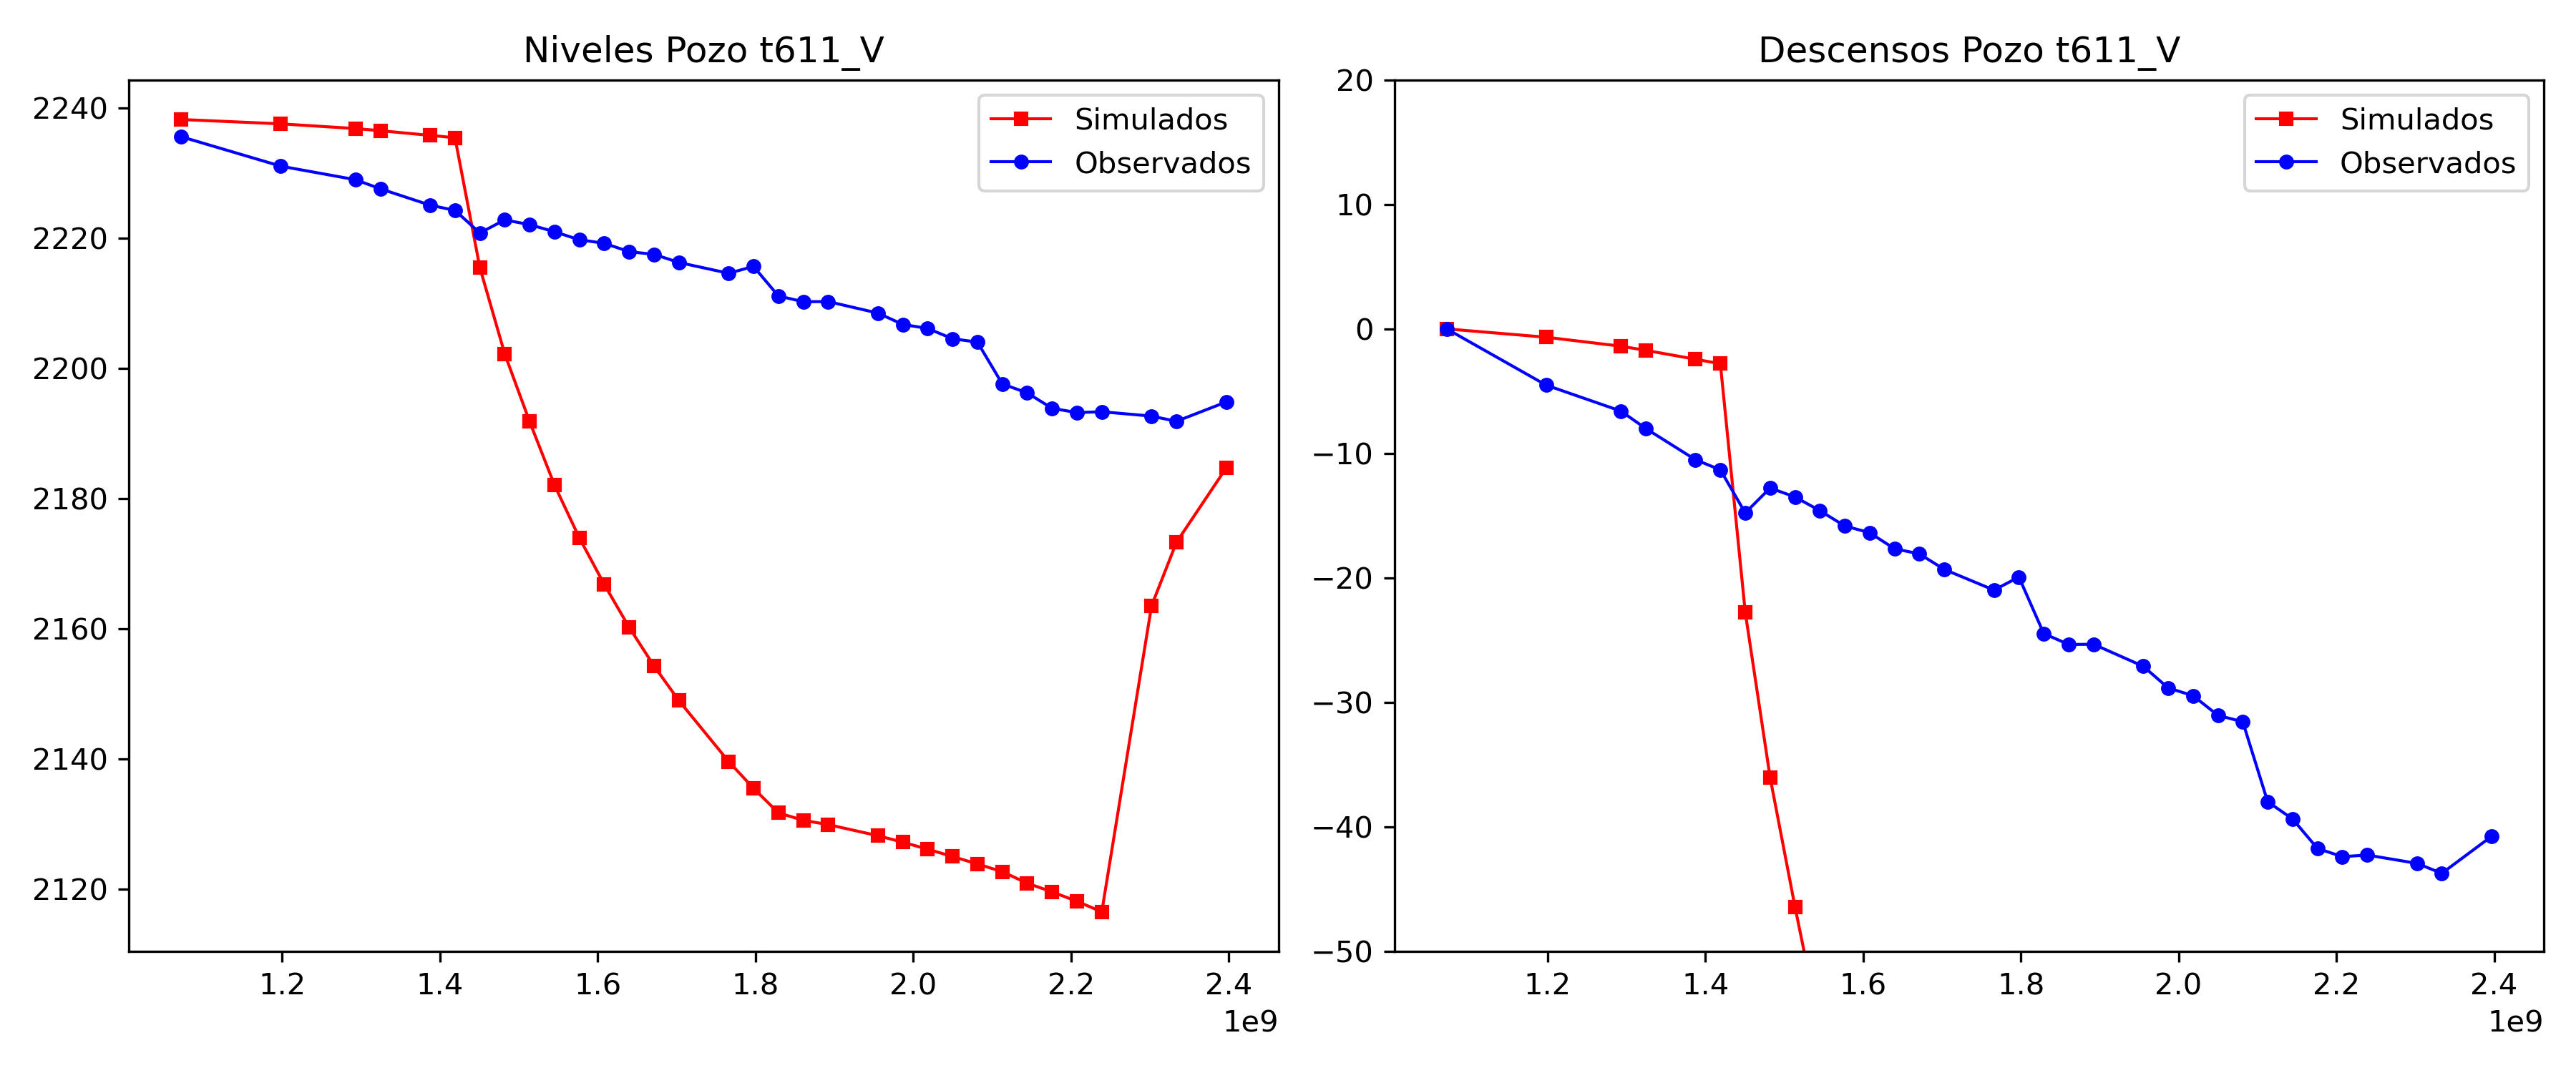 Niveles Pozo t611_V
Simulados
Observados
2240
2220
2200
2180
2160
2140
2120
1.2 1.4 1.6 1.8 2.0 2.2 2.4
1e9
Descensos Pozo t611_V
Simulados
Observados
20
10
0
−10
−20
−30
−40
−50
1.2 1.4 1.6 1.8 2.0 2.2 2.4
1e9